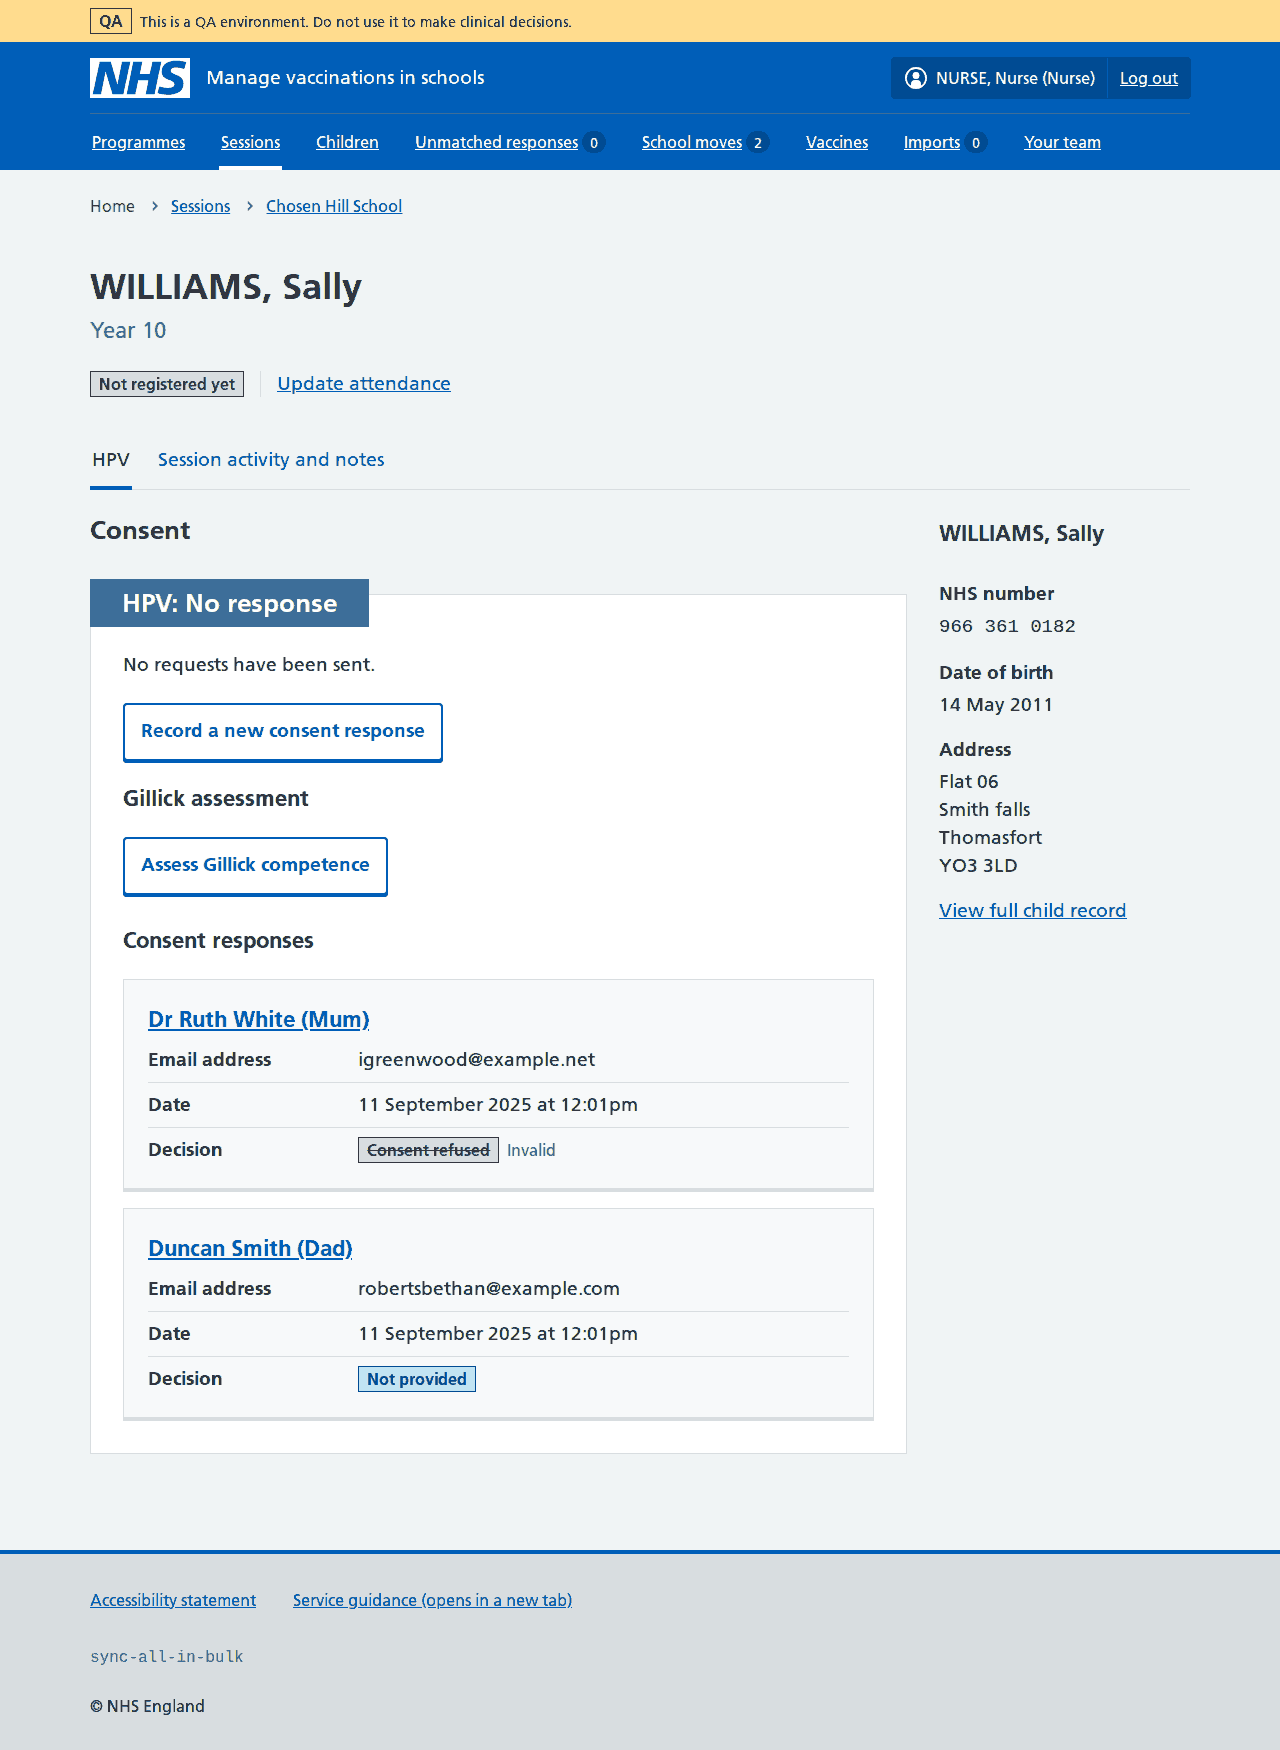 QA This is a QA environment. Do not use it to make clinical decisions.
NHS Manage vaccinations in schools NURSE, Nurse (Nurse) Log out
Programmes Sessions Children Unmatched responses 0 School moves 2 Vaccines Imports 0 Your team
Home Sessions Chosen Hill School
WILLIAMS, Sally
Year 10
Not registered yet Update attendance
HPV Session activity and notes
Consent
HPV: No response
No requests have been sent.
Record a new consent response
Gillick assessment
Assess Gillick competence
Consent responses
Dr Ruth White (Mum)
Email address igreenwood@example.net
Date 11 September 2025 at 12:01pm
Decision Consent refused Invalid
Duncan Smith (Dad)
Email address robertsbethan@example.com
Date 11 September 2025 at 12:01pm
Decision Not provided
WILLIAMS, Sally
NHS number
966 361 0182
Date of birth
14 May 2011
Address
Flat 06
Smith falls
Thomasfort
YO3 3LD
View full child record
Accessibility statement Service guidance (opens in a new tab)
sync-all-in-bulk
© NHS England